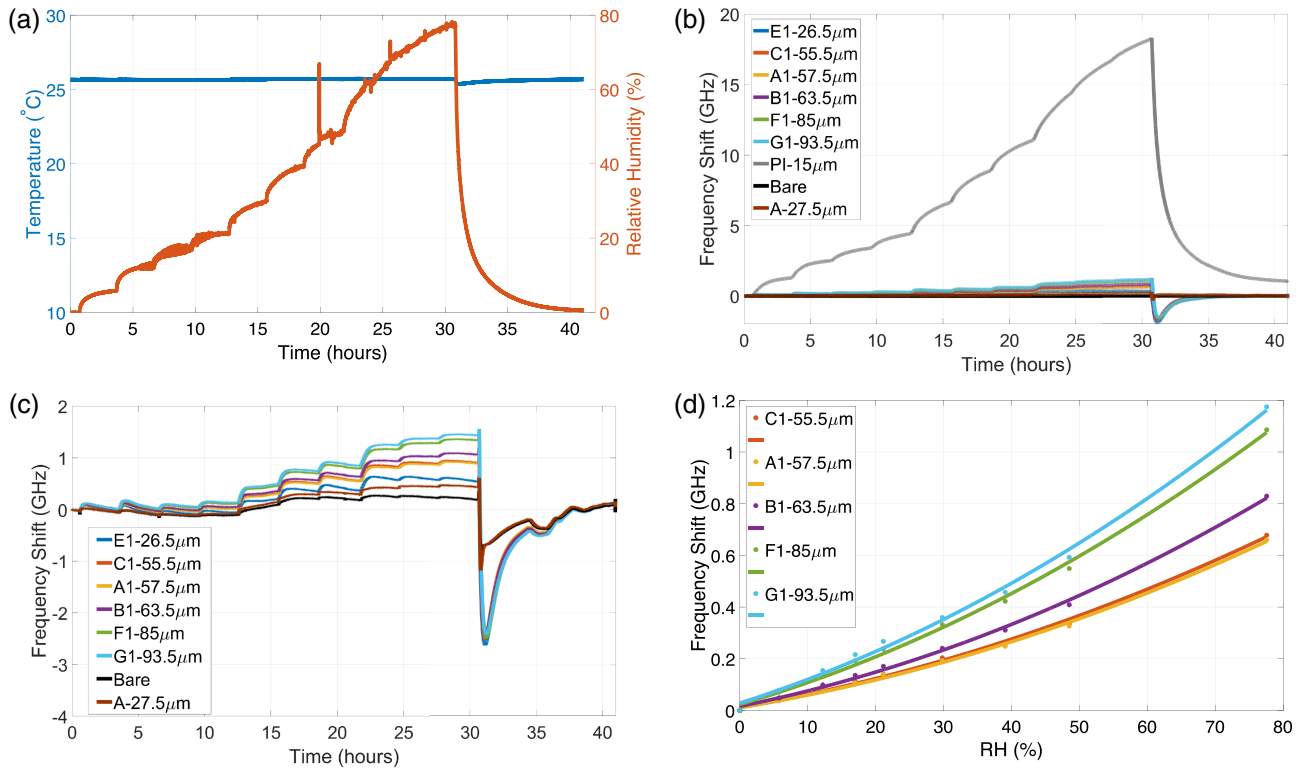 (a)
30
25
20
15
10
Temperature (°C)
80
60
40
20
0
Relative Humidity (%)
0 5 10 15 20 25 30 35 40
Time (hours)
(b)
20
15
10
5
0
Frequency Shift (GHz)
E1-26.5μm
C1-55.5μm
A1-57.5μm
B1-63.5μm
F1-85μm
G1-93.5μm
PI-15μm
Bare
A-27.5μm
0 5 10 15 20 25 30 35 40
Time (hours)
(c)
2
1
0
-1
-2
-3
-4
Frequency Shift (GHz)
E1-26.5μm
C1-55.5μm
A1-57.5μm
B1-63.5μm
F1-85μm
G1-93.5μm
Bare
A-27.5μm
0 5 10 15 20 25 30 35 40
Time (hours)
(d)
1.2
1
0.8
0.6
0.4
0.2
0
Frequency Shift (GHz)
C1-55.5μm
A1-57.5μm
B1-63.5μm
F1-85μm
G1-93.5μm
0 10 20 30 40 50 60 70 80
RH (%)